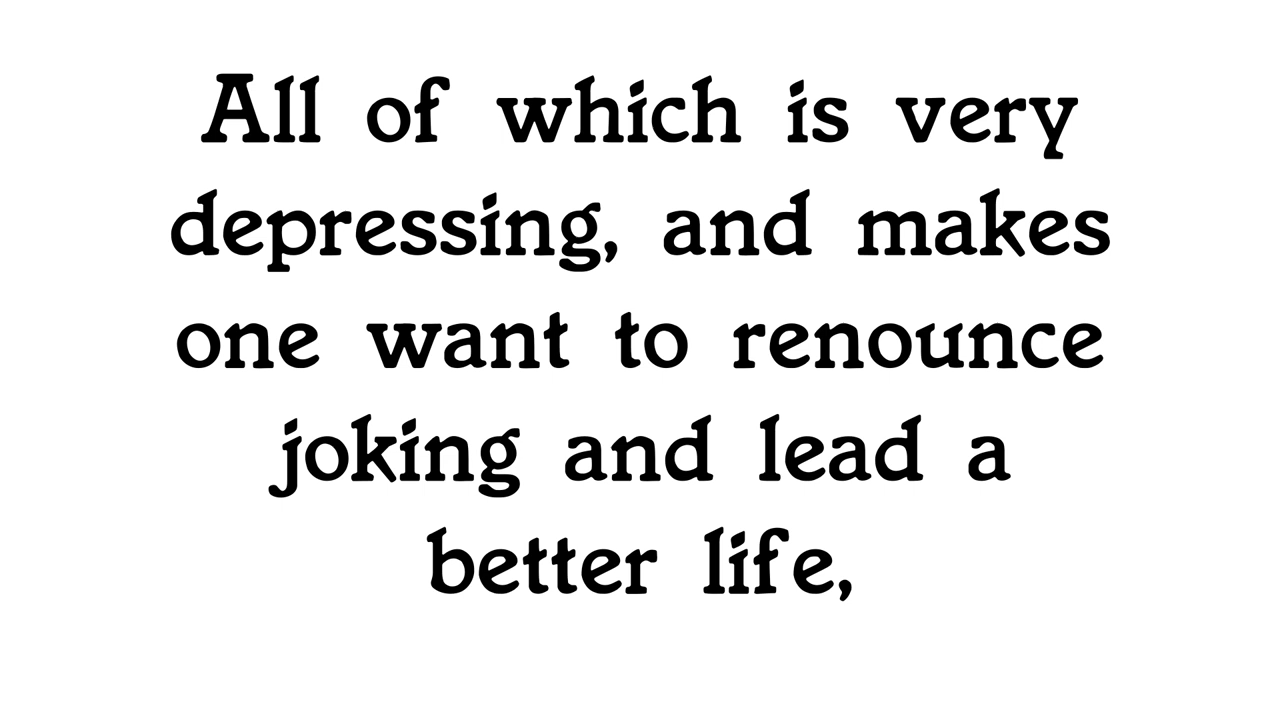 All of which is very
depressing, and makes
one want to renounce
joking and lead a
better life,